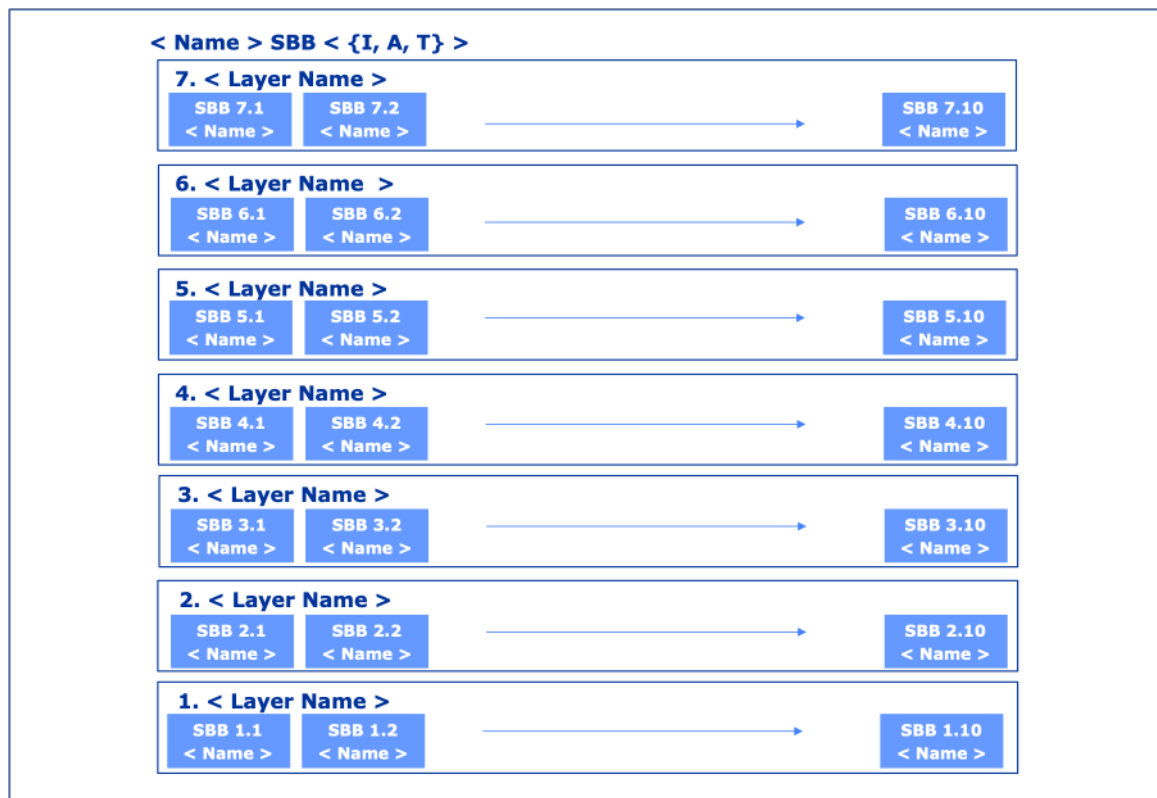 < Name > SBB < {I, A, T} >
7. < Layer Name >
SBB 7.1 SBB 7.2 SBB 7.10
< Name > < Name > < Name >
6. < Layer Name >
SBB 6.1 SBB 6.2 SBB 6.10
< Name > < Name > < Name >
5. < Layer Name >
SBB 5.1 SBB 5.2 SBB 5.10
< Name > < Name > < Name >
4. < Layer Name >
SBB 4.1 SBB 4.2 SBB 4.10
< Name > < Name > < Name >
3. < Layer Name >
SBB 3.1 SBB 3.2 SBB 3.10
< Name > < Name > < Name >
2. < Layer Name >
SBB 2.1 SBB 2.2 SBB 2.10
< Name > < Name > < Name >
1. < Layer Name >
SBB 1.1 SBB 1.2 SBB 1.10
< Name > < Name > < Name >